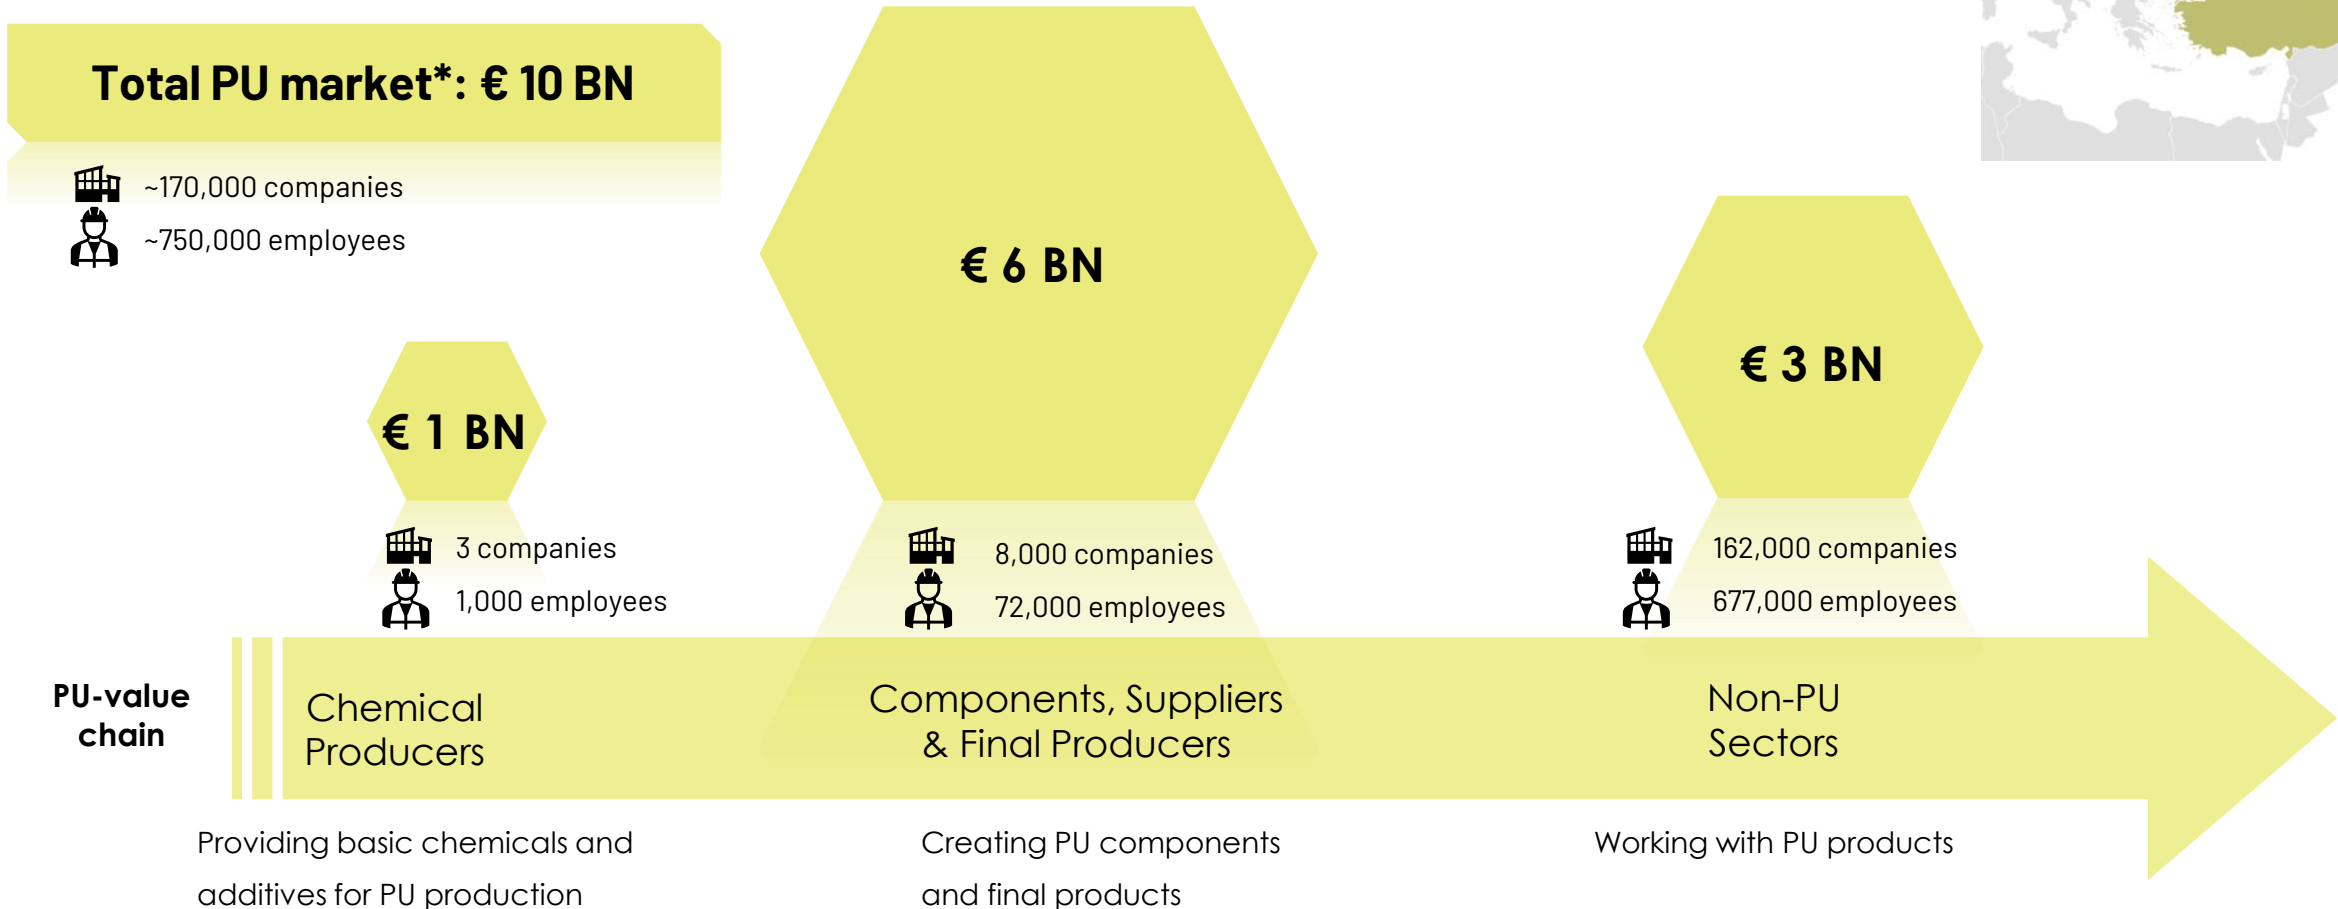 Total PU market*: € 10 BN
~170,000 companies
~750,000 employees
€ 1 BN
3 companies
1,000 employees
€ 6 BN
8,000 companies
72,000 employees
€ 3 BN
162,000 companies
677,000 employees
PU-value
chain
Chemical
Producers
Components, Suppliers
& Final Producers
Non-PU
Sectors
Providing basic chemicals and
additives for PU production
Creating PU components
and final products
Working with PU products